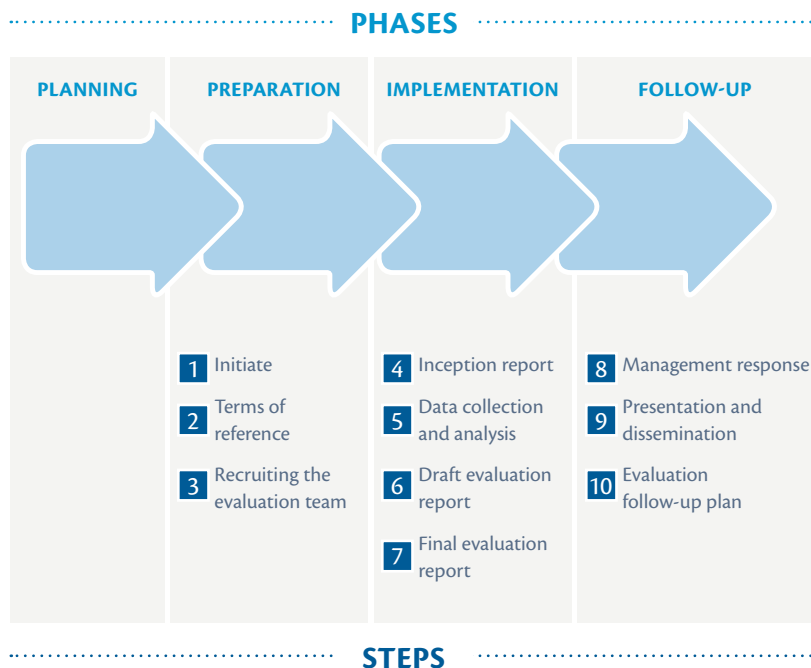 PHASES
PLANNING
PREPARATION
IMPLEMENTATION
FOLLOW-UP
1 Initiate
2 Terms of
reference
3 Recruiting the
evaluation team
4 Inception report
5 Data collection
and analysis
6 Draft evaluation
report
7 Final evaluation
report
8 Management response
9 Presentation and
dissemination
10 Evaluation
follow-up plan
STEPS